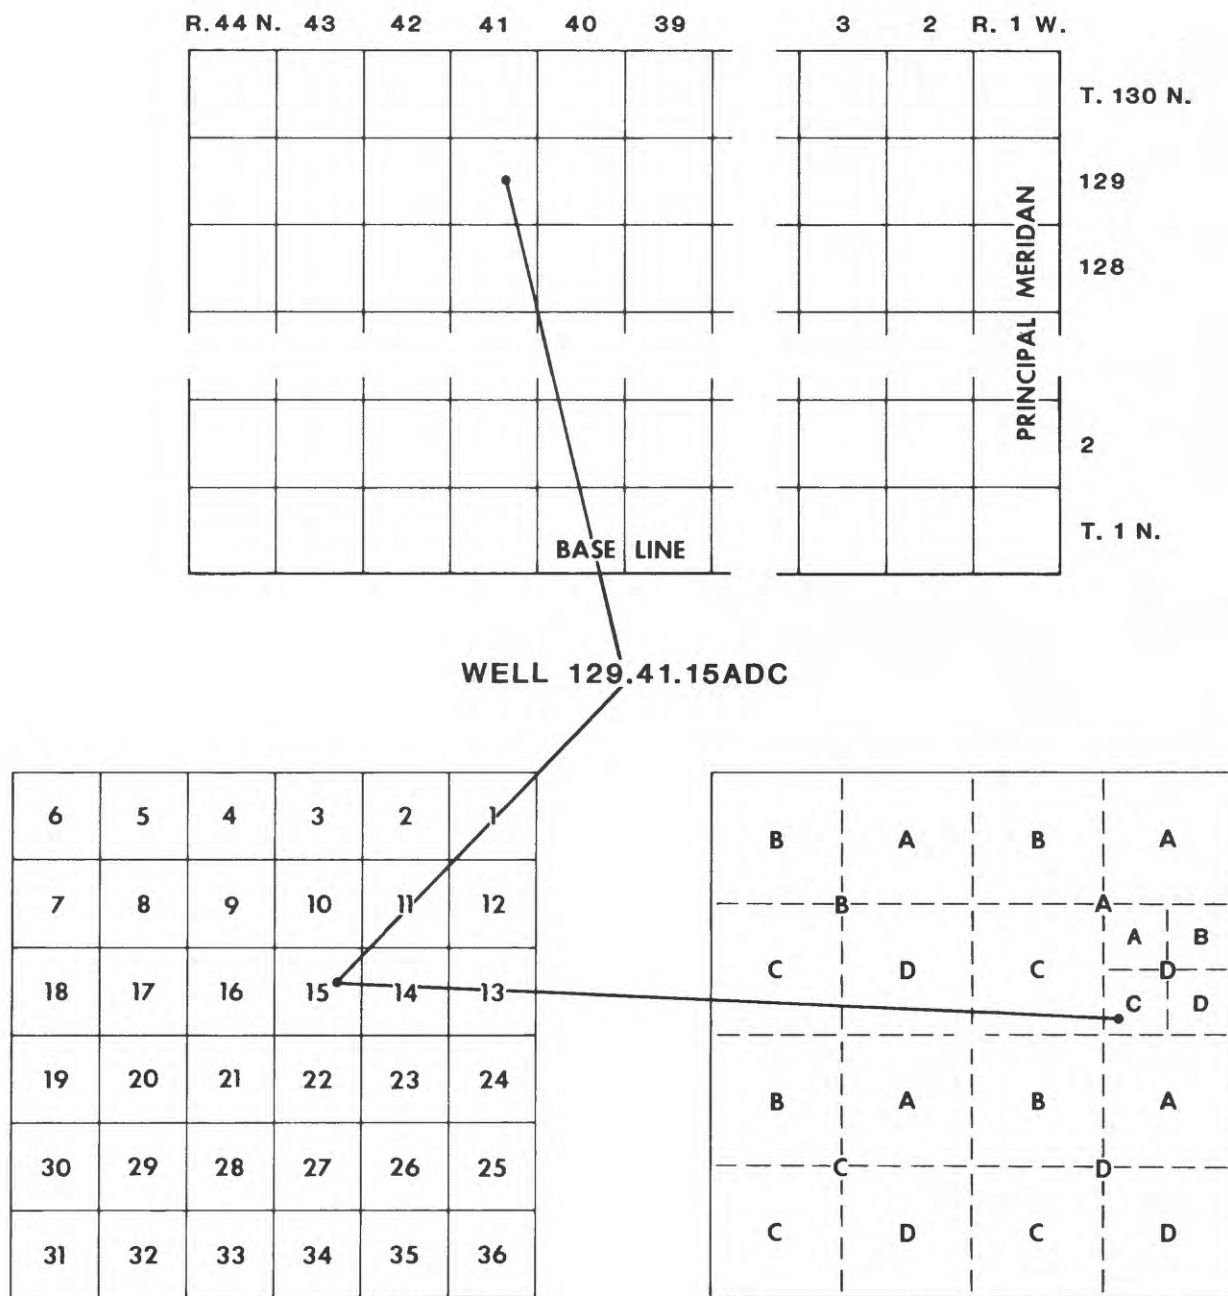 R. 44 N. 43 42 41 40 39 3 2 R. 1 W.
T. 130 N.
129
128
PRINCIPAL MERIDAN
2
T. 1 N.
BASE LINE
WELL 129.41.15ADC
6 5 4 3 2 1
7 8 9 10 11 12
18 17 16 15 14 13
19 20 21 22 23 24
30 29 28 27 26 25
31 32 33 34 35 36
B A B A
B A
A B
C D C D
C D
B A B A
C D
C D C D